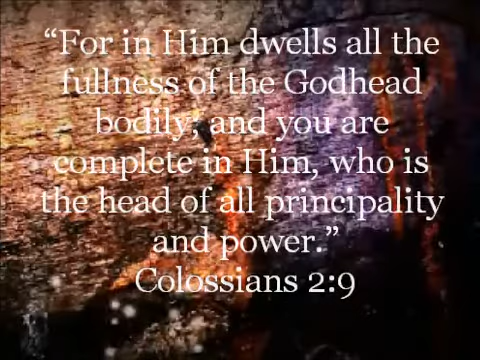 “For in Him dwells all the
fullness of the Godhead
bodily; and you are
complete in Him, who is
the head of all principality
and power.”
Colossians 2:9